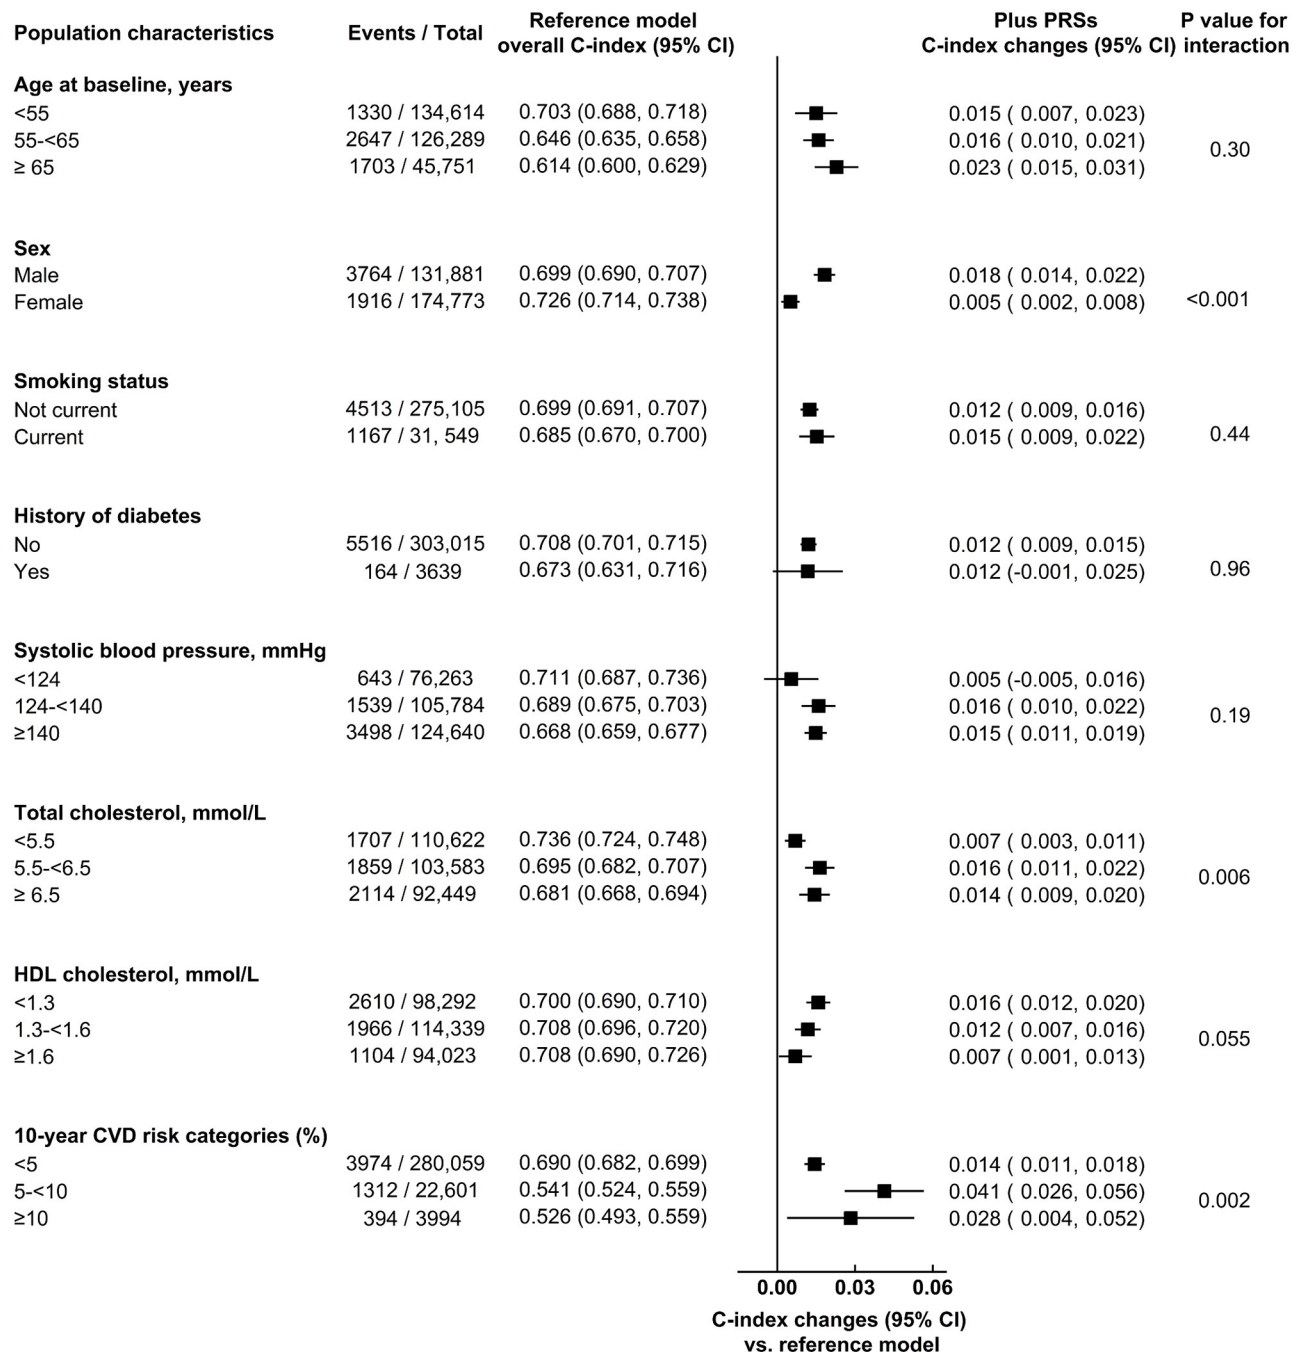 Population characteristics Events / Total Reference model overall C-index (95% CI) Plus PRSs C-index changes (95% CI) P value for interaction
Age at baseline, years
<55 1330 / 134,614 0.703 (0.688, 0.718) 0.015 ( 0.007, 0.023)
55-<65 2647 / 126,289 0.646 (0.635, 0.658) 0.016 ( 0.010, 0.021) 0.30
≥ 65 1703 / 45,751 0.614 (0.600, 0.629) 0.023 ( 0.015, 0.031)
Sex
Male 3764 / 131,881 0.699 (0.690, 0.707) 0.018 ( 0.014, 0.022)
Female 1916 / 174,773 0.726 (0.714, 0.738) 0.005 ( 0.002, 0.008) <0.001
Smoking status
Not current 4513 / 275,105 0.699 (0.691, 0.707) 0.012 ( 0.009, 0.016)
Current 1167 / 31, 549 0.685 (0.670, 0.700) 0.015 ( 0.009, 0.022) 0.44
History of diabetes
No 5516 / 303,015 0.708 (0.701, 0.715) 0.012 ( 0.009, 0.015)
Yes 164 / 3639 0.673 (0.631, 0.716) 0.012 (-0.001, 0.025) 0.96
Systolic blood pressure, mmHg
<124 643 / 76,263 0.711 (0.687, 0.736) 0.005 (-0.005, 0.016)
124-<140 1539 / 105,784 0.689 (0.675, 0.703) 0.016 ( 0.010, 0.022) 0.19
≥140 3498 / 124,640 0.668 (0.659, 0.677) 0.015 ( 0.011, 0.019)
Total cholesterol, mmol/L
<5.5 1707 / 110,622 0.736 (0.724, 0.748) 0.007 ( 0.003, 0.011)
5.5-<6.5 1859 / 103,583 0.695 (0.682, 0.707) 0.016 ( 0.011, 0.022) 0.006
≥ 6.5 2114 / 92,449 0.681 (0.668, 0.694) 0.014 ( 0.009, 0.020)
HDL cholesterol, mmol/L
<1.3 2610 / 98,292 0.700 (0.690, 0.710) 0.016 ( 0.012, 0.020)
1.3-<1.6 1966 / 114,339 0.708 (0.696, 0.720) 0.012 ( 0.007, 0.016) 0.055
≥1.6 1104 / 94,023 0.708 (0.690, 0.726) 0.007 ( 0.001, 0.013)
10-year CVD risk categories (%)
<5 3974 / 280,059 0.690 (0.682, 0.699) 0.014 ( 0.011, 0.018)
5-<10 1312 / 22,601 0.541 (0.524, 0.559) 0.041 ( 0.026, 0.056) 0.002
≥10 394 / 3994 0.526 (0.493, 0.559) 0.028 ( 0.004, 0.052)
0.00 0.03 0.06
C-index changes (95% CI)
vs. reference model